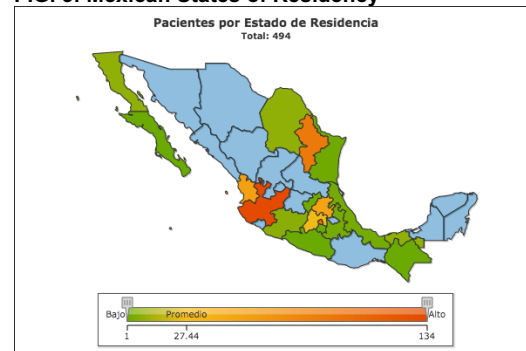 FIG. 3. Mexican States of Residency
Pacientes por Estado de Residencia
Total: 494
Bajo Promedio Alto
1 27.44 134